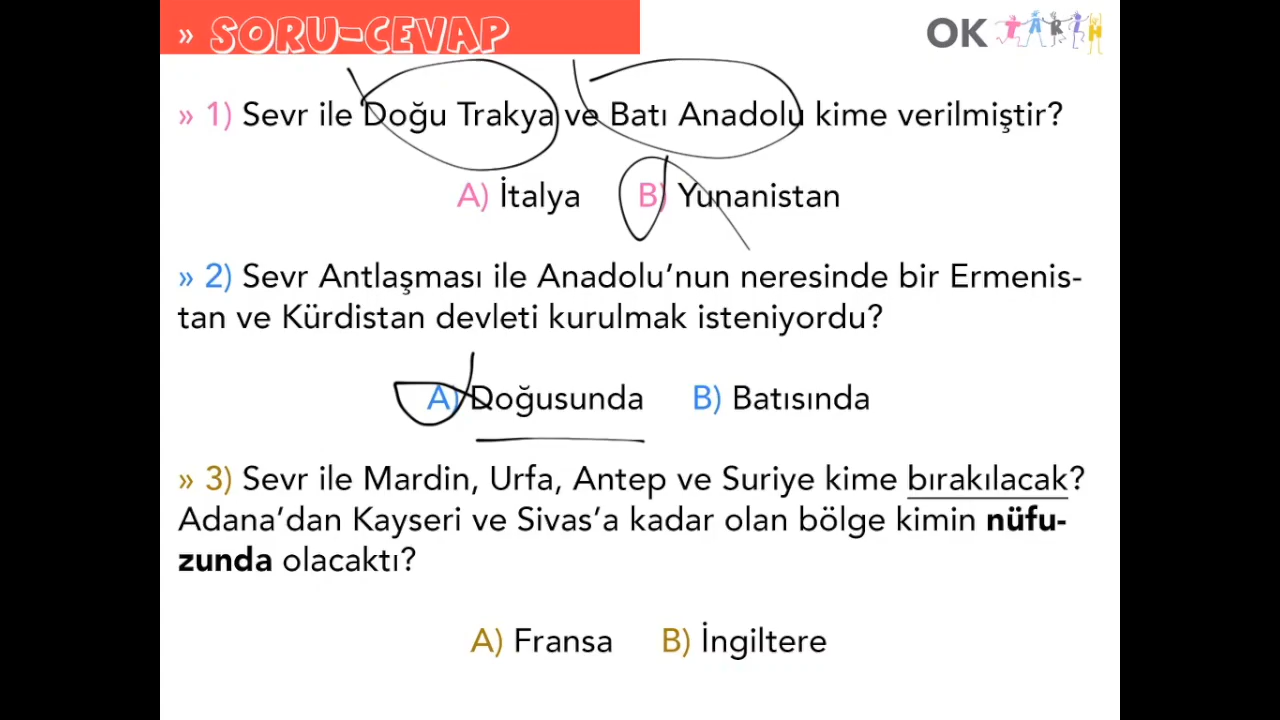 » SORU-CEVAP
OK TARİH
» 1) Sevr ile Doğu Trakya ve Batı Anadolu kime verilmiştir?
A) İtalya B) Yunanistan
» 2) Sevr Antlaşması ile Anadolu’nun neresinde bir Ermenis-
tan ve Kürdistan devleti kurulmak isteniyordu?
A) Doğusunda B) Batısında
» 3) Sevr ile Mardin, Urfa, Antep ve Suriye kime bırakılacak?
Adana’dan Kayseri ve Sivas’a kadar olan bölge kimin nüfu-
zunda olacaktı?
A) Fransa B) İngiltere